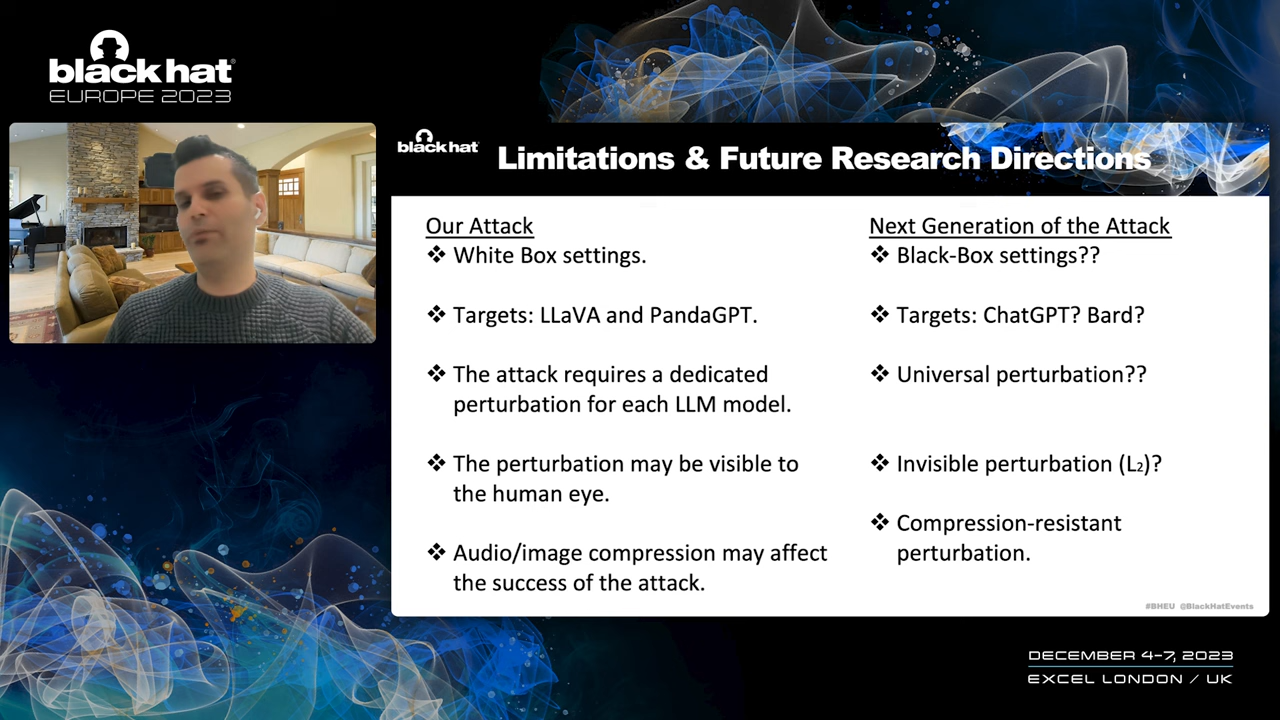 black hat
EUROPE 2023
black hat
Limitations & Future Research Directions
Our Attack
❖ White Box settings.
❖ Targets: LLaVA and PandaGPT.
❖ The attack requires a dedicated
perturbation for each LLM model.
❖ The perturbation may be visible to
the human eye.
❖ Audio/image compression may affect
the success of the attack.
Next Generation of the Attack
❖ Black-Box settings??
❖ Targets: ChatGPT? Bard?
❖ Universal perturbation??
❖ Invisible perturbation (L₂)?
❖ Compression-resistant
perturbation.
#BHEU @BlackHatEvents
DECEMBER 4-7, 2023
EXCEL LONDON / UK